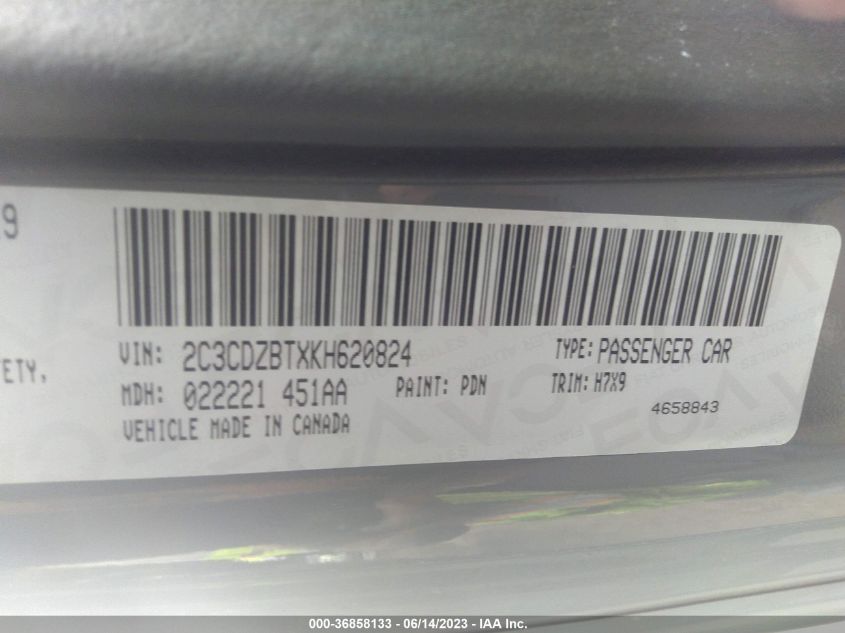 9
ETY.
VIN: 2C3CDZBTXKH620824 TYPE: PASSENGER CAR
MDH: 022221 451AA PAINT: PDN TRIM: H7X9
4658843
VEHICLE MADE IN CANADA
000-36858133 - 06/14/2023 - IAA Inc.